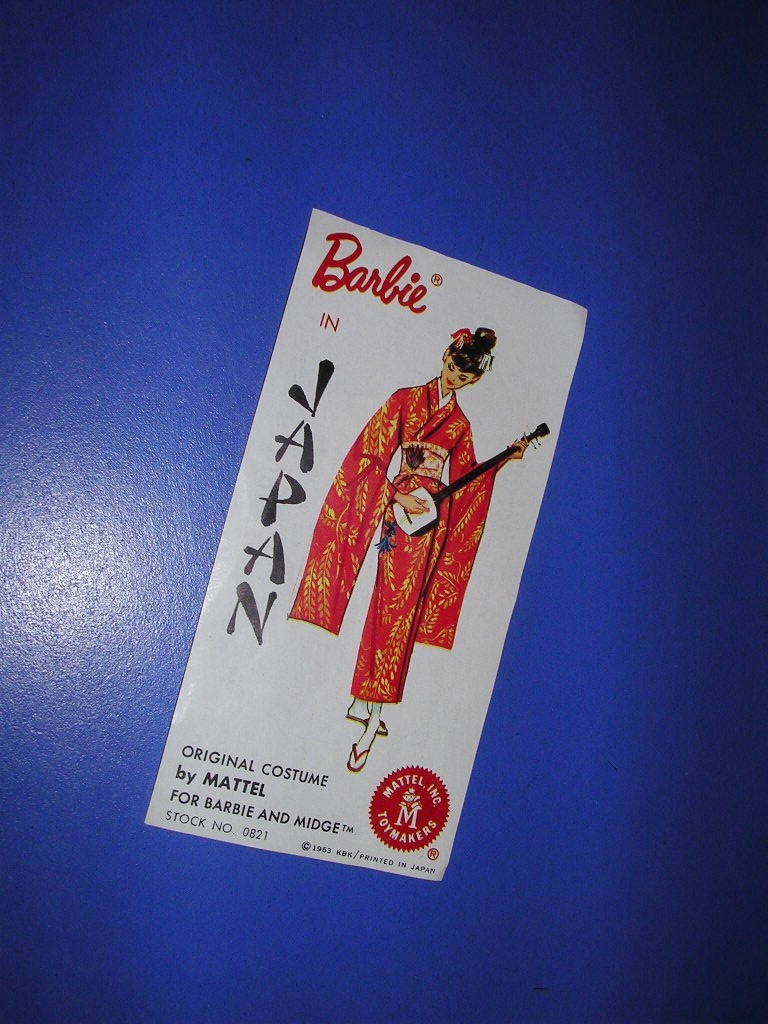 Barbie®
IN
JAPAN
ORIGINAL COSTUME
by MATTEL
FOR BARBIE AND MIDGE™
STOCK NO. 0821
©1963 KBK/PRINTED IN JAPAN
MATTEL, INC.
M
TOYMAKERS
®